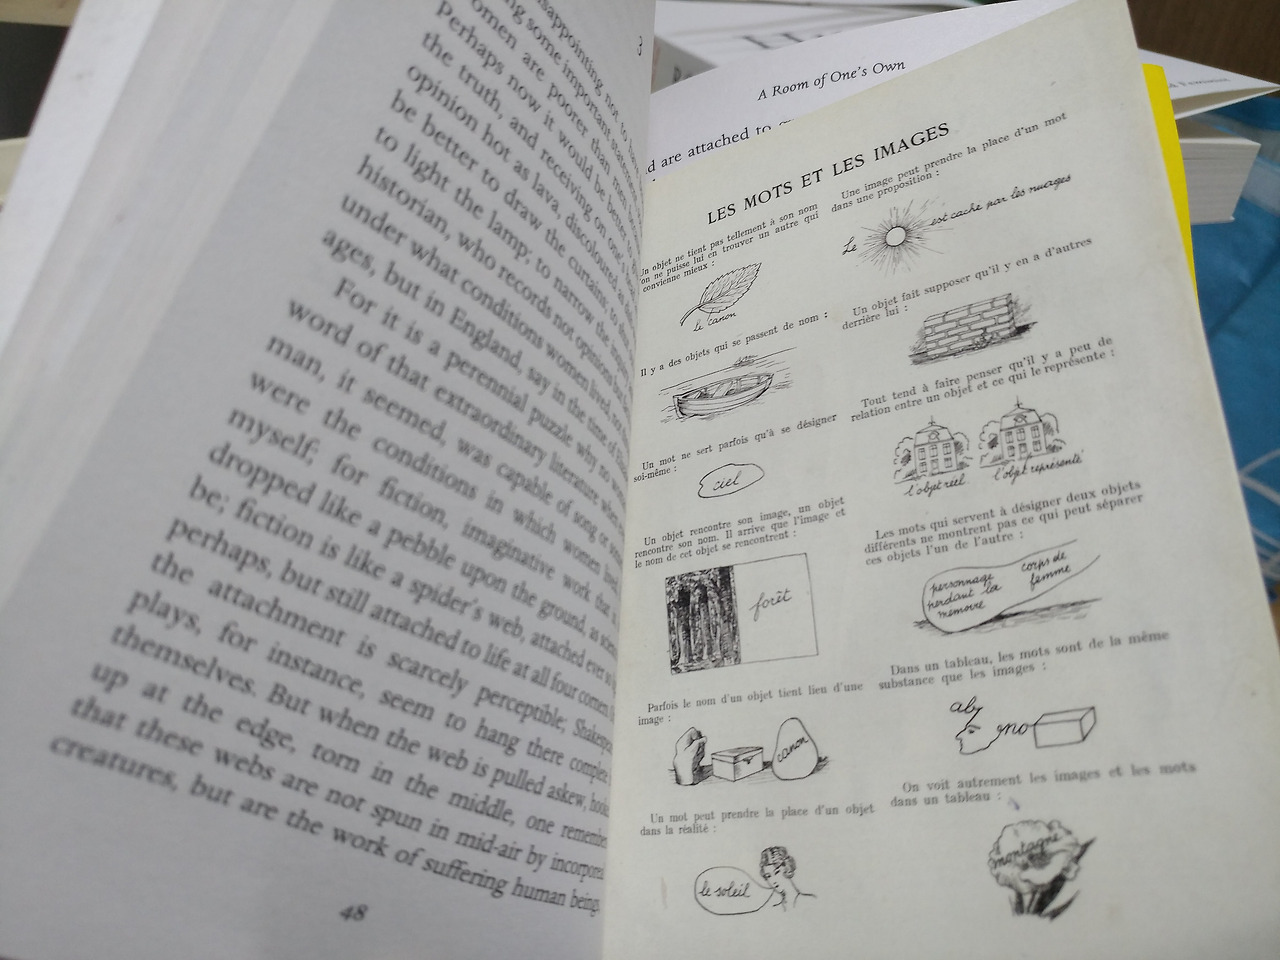 3
sappointing not to have
ng some important statement
omen are poorer than men
Perhaps now it would be better to
the truth, and receiving on one's
opinion hot as lava, discoloured as
be better to draw the curtains; to
to light the lamp; to narrow the
historian, who records not opinions but
under what conditions women lived, not
ages, but in England, say in the time of
For it is a perennial puzzle why no
word of that extraordinary literature when
man, it seemed, was capable of song or
were the conditions in which women lived
myself; for fiction, imaginative work that is
dropped like a pebble upon the ground, as
be; fiction is like a spider's web, attached ever so
perhaps, but still attached to life at all four corners
the attachment is scarcely perceptible; Shakespeare
plays, for instance, seem to hang there complete
themselves. But when the web is pulled askew, hooked
up at the edge, torn in the middle, one remembers
that these webs are not spun in mid-air by incorporeal
creatures, but are the work of suffering human beings,
48
A Room of One's Own
d are attached to
LES MOTS ET LES IMAGES
Un objet ne tient pas tellement à son nom
qu'on ne puisse lui en trouver un autre qui
convienne mieux :
le canon
Il y a des objets qui se passent de nom :
Un mot ne sert parfois qu'à se désigner
soi-même :
ciel
Un objet rencontre son image, un objet
rencontre son nom. Il arrive que l'image et
le nom de cet objet se rencontrent :
forêt
Parfois le nom d'un objet tient lieu d'une
image :
canon
Un mot peut prendre la place d'un objet
dans la réalité :
le soleil
Une image peut prendre la place d'un mot
dans une proposition :
Le est caché par les nuages
Un objet fait supposer qu'il y en a d'autres
derrière lui :
Tout tend à faire penser qu'il y a peu de
relation entre un objet et ce qui le représente :
l'objet réel l'objet représenté
Les mots qui servent à désigner deux objets
différents ne montrent pas ce qui peut séparer
ces objets l'un de l'autre :
personnage
perdant la
mémoire
corps de
femme
Dans un tableau, les mots sont de la même
substance que les images :
On voit autrement les images et les mots
dans un tableau :
montagne